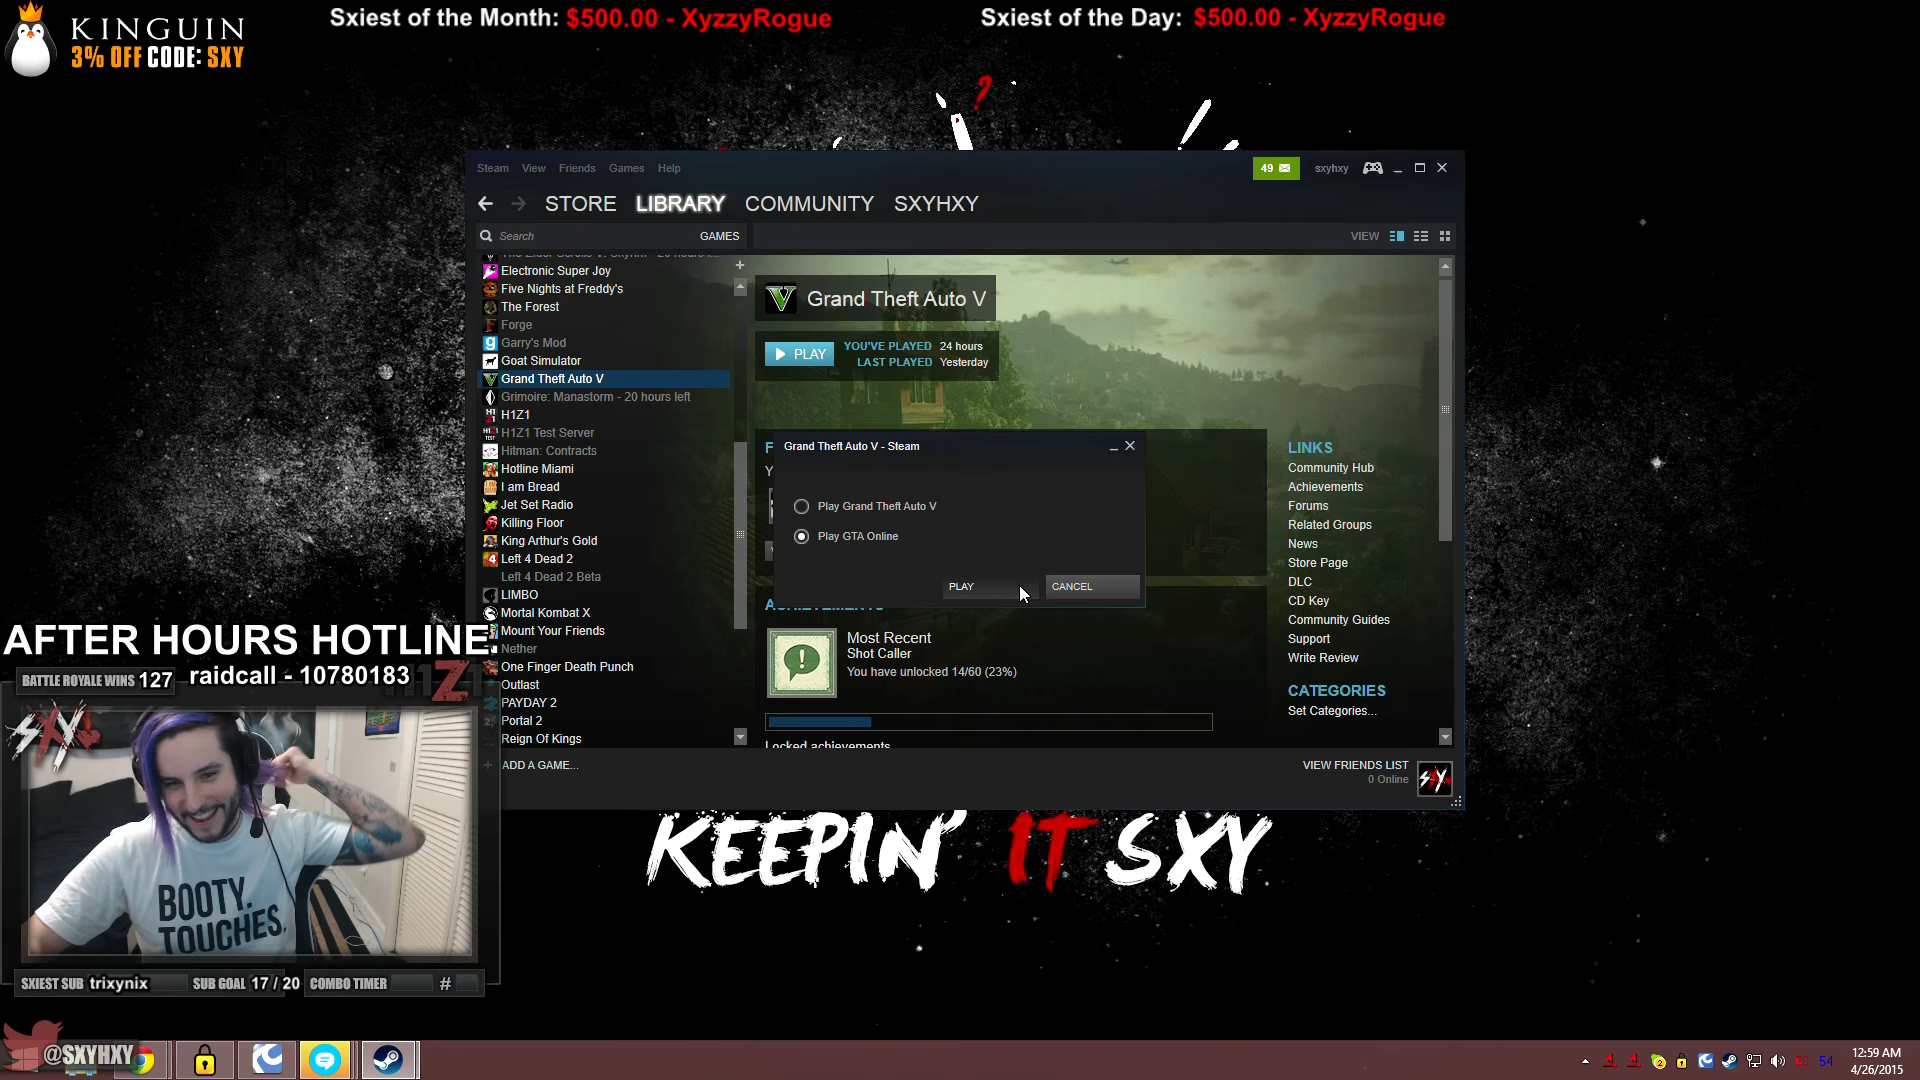 KINGUIN
3% OFF CODE: SXY
Sxiest of the Month: $500.00 - XyzzyRogue
Sxiest of the Day: $500.00 - XyzzyRogue
?
Steam View Friends Games Help
49
sxyhxy
STORE LIBRARY COMMUNITY SXYHXY
Search
GAMES
VIEW
+
Electronic Super Joy
Five Nights at Freddy's
The Forest
Forge
Garry's Mod
Goat Simulator
Grand Theft Auto V
Grimoire: Manastorm - 20 hours left
H1Z1
H1Z1 Test Server
Hitman: Contracts
Hotline Miami
I am Bread
Jet Set Radio
Killing Floor
King Arthur's Gold
Left 4 Dead 2
Left 4 Dead 2 Beta
LIMBO
Mortal Kombat X
Mount Your Friends
Nether
One Finger Death Punch
Outlast
PAYDAY 2
Portal 2
Reign Of Kings
+ ADD A GAME...
Grand Theft Auto V
PLAY
YOU'VE PLAYED 24 hours
LAST PLAYED Yesterday
Grand Theft Auto V - Steam
Play Grand Theft Auto V
Play GTA Online
PLAY
CANCEL
ACHIEVEMENTS
Most Recent
Shot Caller
You have unlocked 14/60 (23%)
Locked achievements
LINKS
Community Hub
Achievements
Forums
Related Groups
News
Store Page
DLC
CD Key
Community Guides
Support
Write Review
CATEGORIES
Set Categories...
VIEW FRIENDS LIST
0 Online
SXY
AFTER HOURS HOTLINE
raidcall - 10780183
BATTLE ROYALE WINS 127
H1Z1
SXY
BOOTY.
TOUCHES.
SXIEST SUB trixynix
SUB GOAL 17 / 20
COMBO TIMER
#
KEEPIN' IT SXY
@SXYHXY
54
12:59 AM
4/26/2015